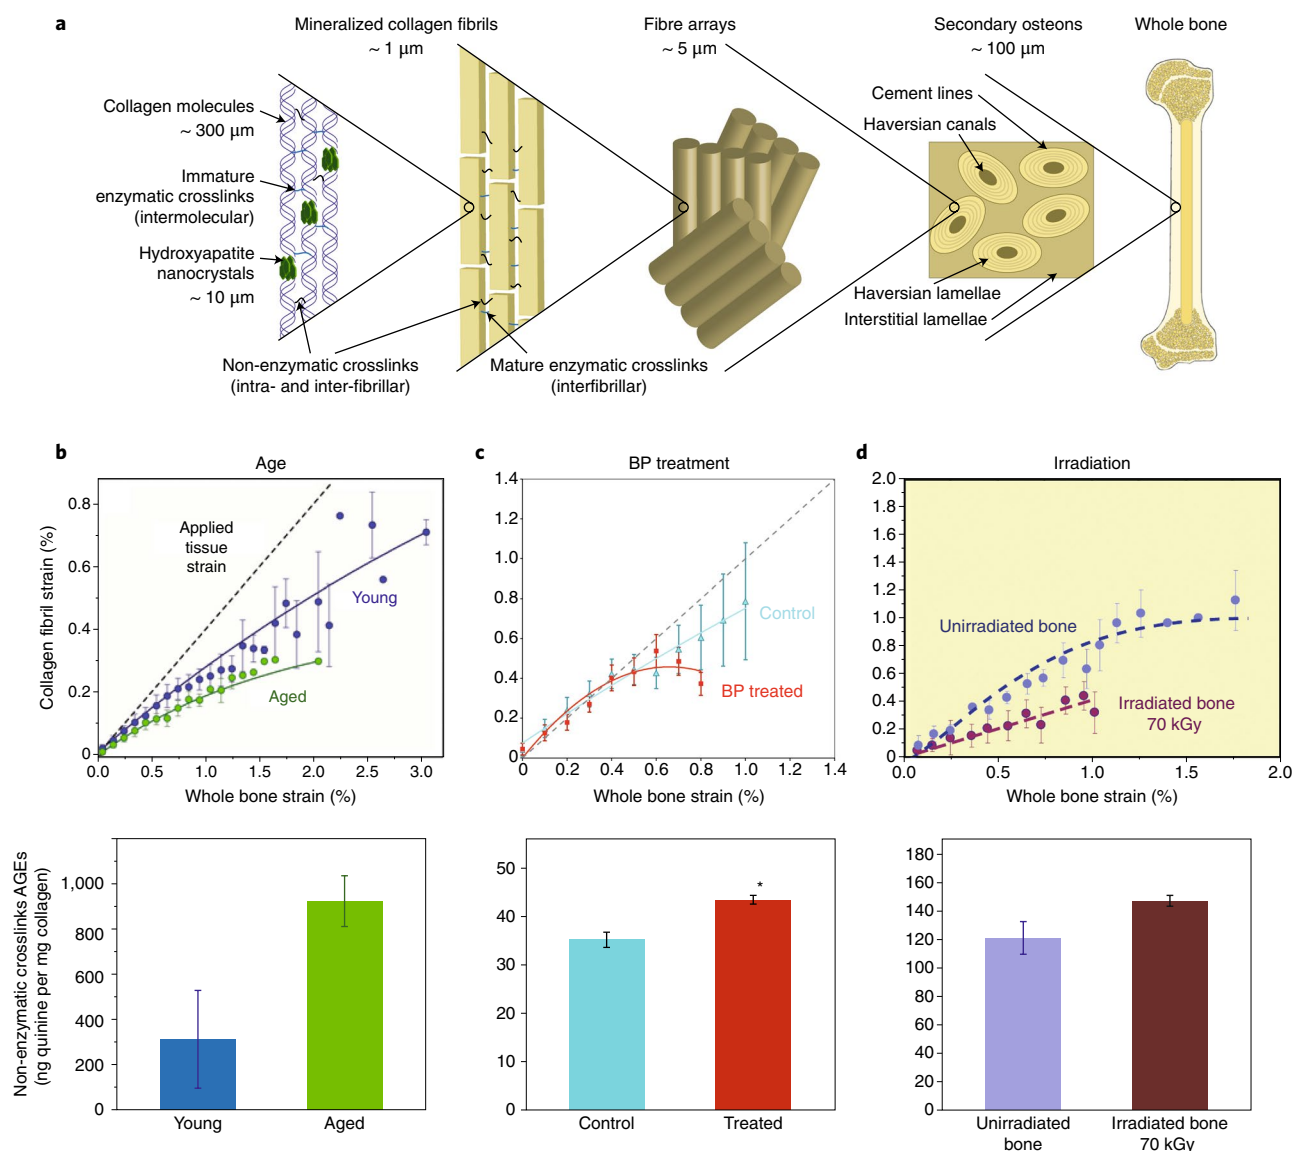 a
Mineralized collagen fibrils
~ 1 µm
Fibre arrays
~ 5 µm
Secondary osteons
~ 100 µm
Whole bone
Collagen molecules
~ 300 µm
Immature
enzymatic crosslinks
(intermolecular)
Hydroxyapatite
nanocrystals
~ 10 µm
Non-enzymatic crosslinks
(intra- and inter-fibrillar)
Mature enzymatic crosslinks
(interfibrillar)
Cement lines
Haversian canals
Haversian lamellae
Interstitial lamellae
b
Age
Collagen fibril strain (%)
0.8
0.6
0.4
0.2
0
Applied
tissue
strain
Young
Aged
0.0
0.5
1.0
1.5
2.0
2.5
3.0
Whole bone strain (%)
c
BP treatment
1.4
1.2
1.0
0.8
0.6
0.4
0.2
0
Control
BP treated
0
0.2
0.4
0.6
0.8
1.0
1.2
1.4
Whole bone strain (%)
d
Irradiation
2.0
1.8
1.6
1.4
1.2
1.0
0.8
0.6
0.4
0.2
0
Unirradiated bone
Irradiated bone
70 kGy
0.0
0.5
1.0
1.5
2.0
Whole bone strain (%)
Non-enzymatic crosslinks AGEs
(ng quinine per mg collagen)
1,000
800
600
400
200
0
Young
Aged
50
40
30
20
10
0
*
Control
Treated
180
160
140
120
100
80
60
40
20
0
Unirradiated
bone
Irradiated bone
70 kGy